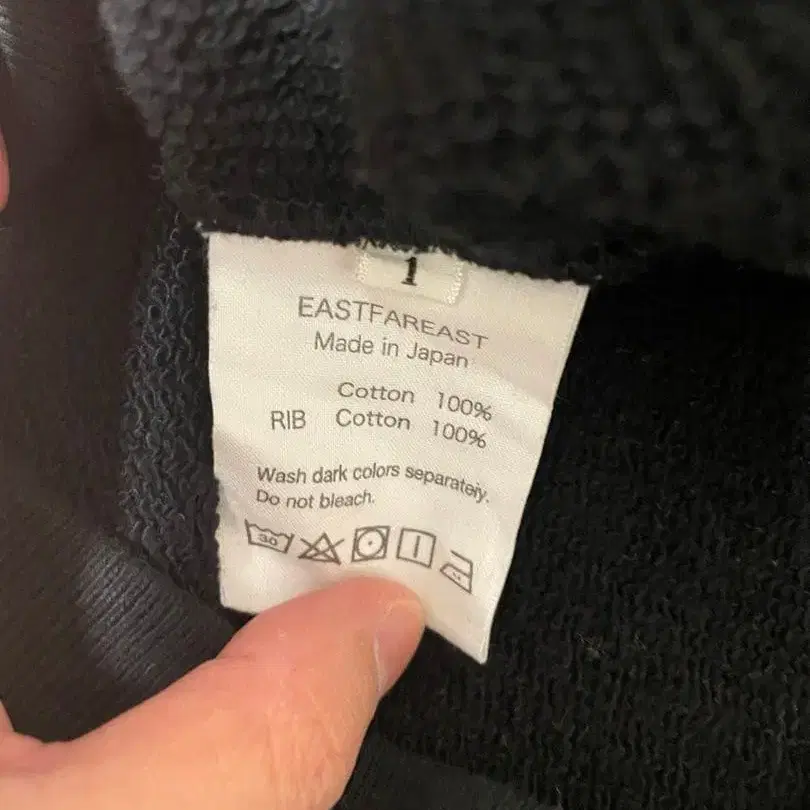 1
EASTFAREAST
Made in Japan
Cotton 100%
RIB Cotton 100%
Wash dark colors separately.
Do not bleach.
30